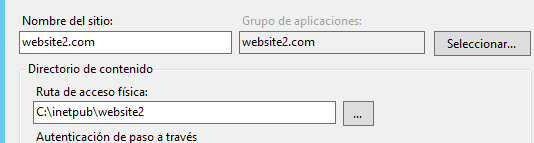 Nombre del sitio: Grupo de aplicaciones:
website2.com website2.com Seleccionar...
Directorio de contenido
Ruta de acceso física:
C:\inetpub\website2 ...
Autenticación de paso a través